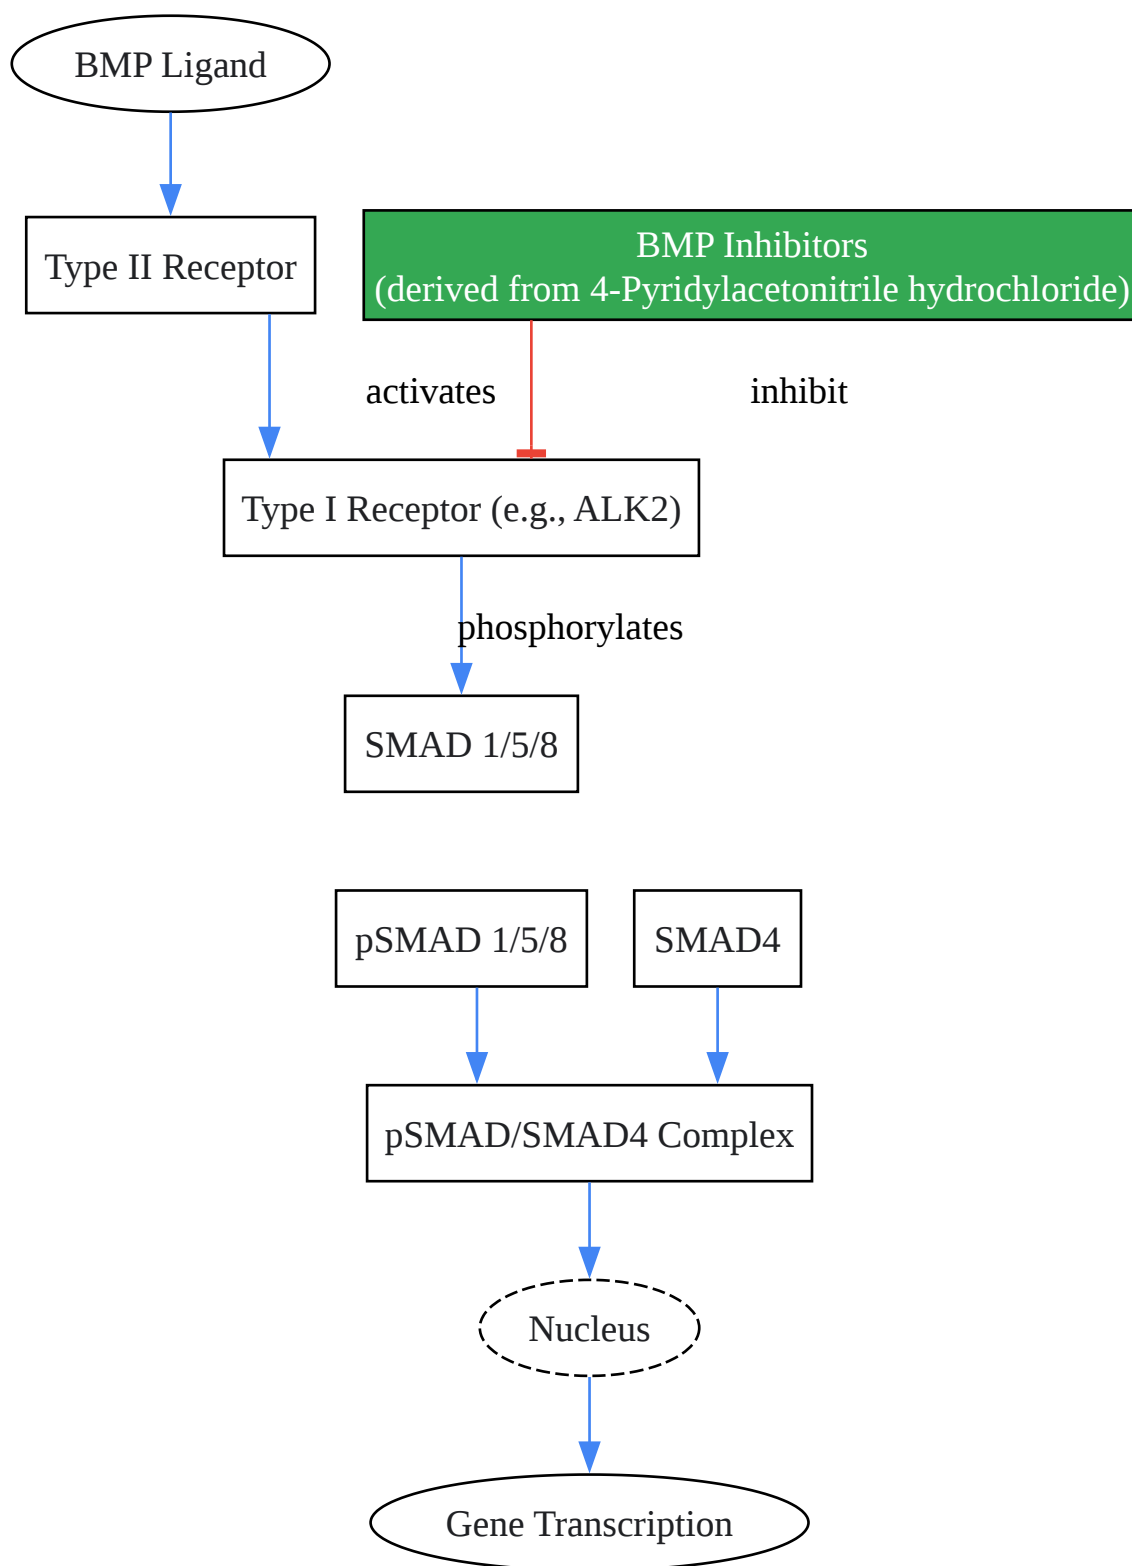 BMP Ligand
Type II Receptor
BMP Inhibitors
(derived from 4-Pyridylacetonitrile hydrochloride)
activates
inhibit
Type I Receptor (e.g., ALK2)
phosphorylates
SMAD 1/5/8
pSMAD 1/5/8
SMAD4
pSMAD/SMAD4 Complex
Nucleus
Gene Transcription